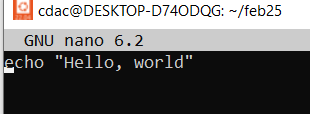 cdac@DESKTOP-D74ODQG: ~/feb25
GNU nano 6.2
echo "Hello, world"